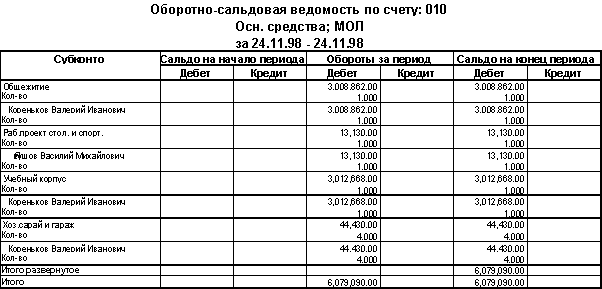 Оборотно-сальдовая ведомость по счету: 010
Осн. средства; МОЛ
за 24.11.98 - 24.11.98
Субконто Сальдо на начало периода Обороты за период Сальдо на конец периода
Дебет Кредит Дебет Кредит Дебет Кредит
Общежитие 3,008,862.00 3,008,862.00
Кол-во 1.000 1.000
Кореньков Валерий Иванович 3,008,862.00 3,008,862.00
Кол-во 1.000 1.000
Раб.проект стол. и спорт. 13,130.00 13,130.00
Кол-во 1.000 1.000
Василий Михайлович 13,130.00 13,130.00
Кол-во 1.000 1.000
Учебный корпус 3,012,668.00 3,012,668.00
Кол-во 1.000 1.000
Кореньков Валерий Иванович 3,012,668.00 3,012,668.00
Кол-во 1.000 1.000
Хоз.сарай и гараж 44,430.00 44,430.00
Кол-во 4.000 4.000
Кореньков Валерий Иванович 44,430.00 44,430.00
Кол-во 4.000 4.000
Итого развернутое 6,079,090.00
Итого 6,079,090.00 6,079,090.00